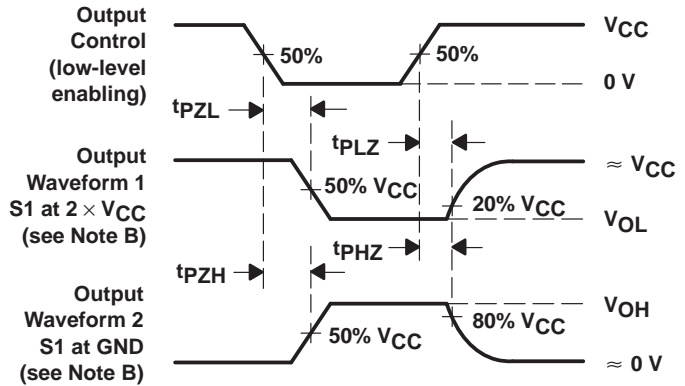 Output
Control
(low-level
enabling)
50%
50%
VCC
0 V
tPZL
tPLZ
Output
Waveform 1
S1 at 2 × VCC
(see Note B)
50% VCC
20% VCC
≈ VCC
VOL
tPZH
tPHZ
Output
Waveform 2
S1 at GND
(see Note B)
50% VCC
80% VCC
VOH
≈ 0 V